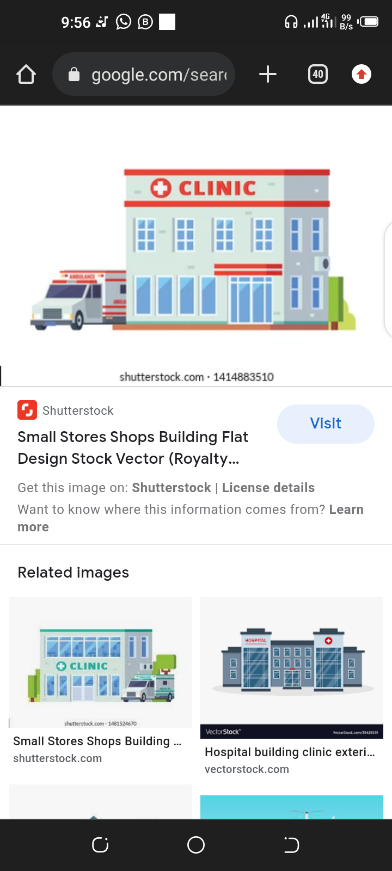 9:56
4G
99
B/s
google.com/sear
40
CLINIC
AMBULANCE
shutterstock.com · 1414883510
Shutterstock
Small Stores Shops Building Flat
Design Stock Vector (Royalty...
Visit
Get this image on: Shutterstock | License details
Want to know where this information comes from? Learn
more
Related images
CLINIC
shutterstock.com · 1481524670
HOSPITAL
VectorStock
Small Stores Shops Building ...
shutterstock.com
Hospital building clinic exteri...
vectorstock.com